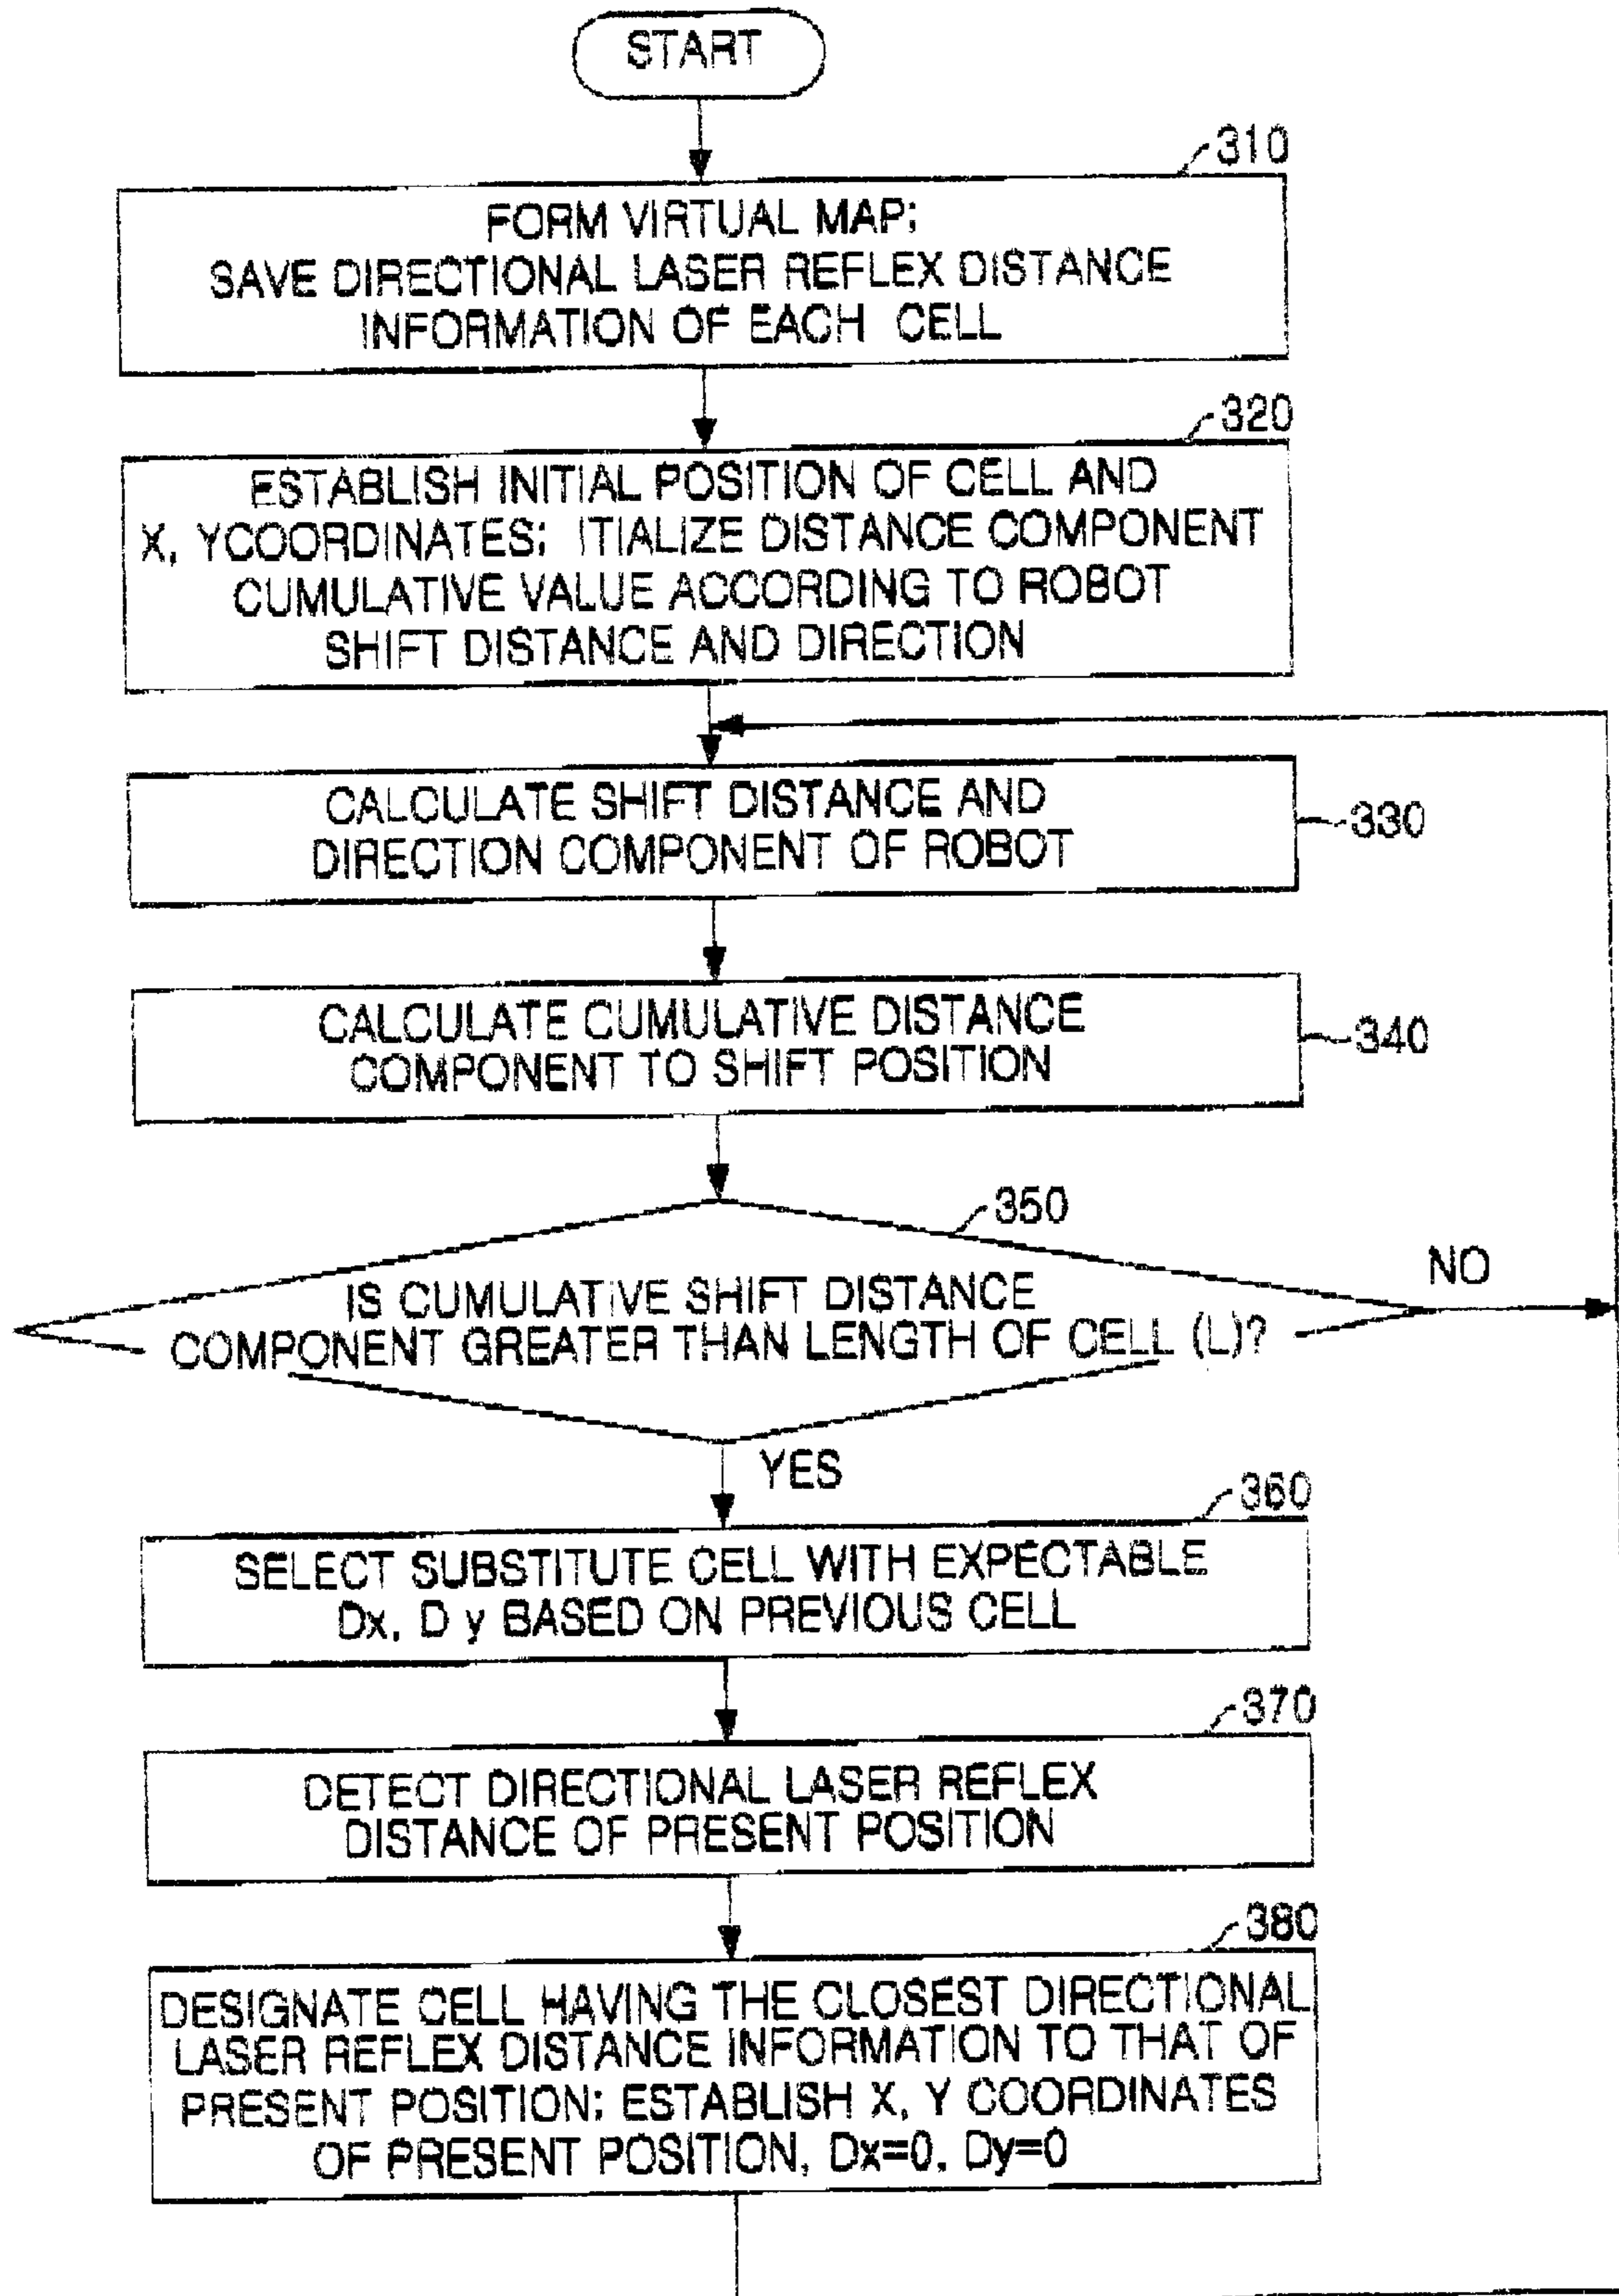 START
310
FORM VIRTUAL MAP;
SAVE DIRECTIONAL LASER REFLEX DISTANCE
INFORMATION OF EACH CELL
320
ESTABLISH INITIAL POSITION OF CELL AND
X, YCOORDINATES; ITIALIZE DISTANCE COMPONENT
CUMULATIVE VALUE ACCORDING TO ROBOT
SHIFT DISTANCE AND DIRECTION
CALCULATE SHIFT DISTANCE AND
DIRECTION COMPONENT OF ROBOT
330
CALCULATE CUMULATIVE DISTANCE
COMPONENT TO SHIFT POSITION
340
350
IS CUMULATIVE SHIFT DISTANCE
COMPONENT GREATER THAN LENGTH OF CELL (L)?
NO
YES
360
SELECT SUBSTITUTE CELL WITH EXPECTABLE
Dx, D y BASED ON PREVIOUS CELL
370
DETECT DIRECTIONAL LASER REFLEX
DISTANCE OF PRESENT POSITION
380
DESIGNATE CELL HAVING THE CLOSEST DIRECTIONAL
LASER REFLEX DISTANCE INFORMATION TO THAT OF
PRESENT POSITION; ESTABLISH X, Y COORDINATES
OF PRESENT POSITION, Dx=0, Dy=0